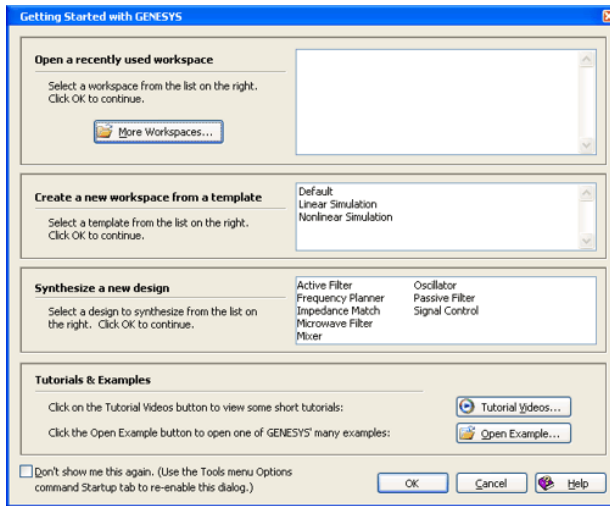 Getting Started with GENESYS
Open a recently used workspace
Select a workspace from the list on the right.
Click OK to continue.
More Workspaces...
Create a new workspace from a template
Select a template from the list on the right.
Click OK to continue.
Default
Linear Simulation
Nonlinear Simulation
Synthesize a new design
Select a design to synthesize from the list on
the right. Click OK to continue.
Active Filter
Frequency Planner
Impedance Match
Microwave Filter
Mixer
Oscillator
Passive Filter
Signal Control
Tutorials & Examples
Click on the Tutorial Videos button to view some short tutorials:
Tutorial Videos...
Click the Open Example button to open one of GENESYS' many examples:
Open Example...
Don't show me this again. (Use the Tools menu Options
command Startup tab to re-enable this dialog.)
OK
Cancel
Help